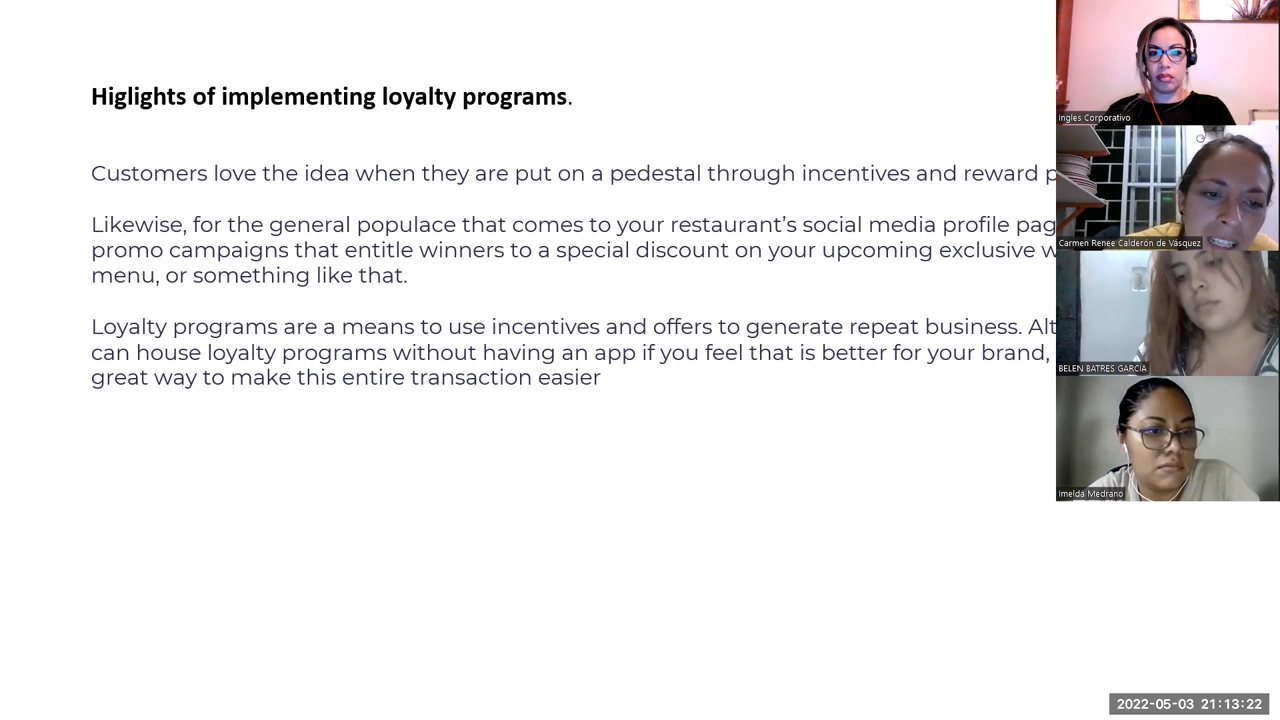 Higlights of implementing loyalty programs.
Customers love the idea when they are put on a pedestal through incentives and reward
Likewise, for the general populace that comes to your restaurant's social media profile
promo campaigns that entitle winners to a special discount on your upcoming exclusive
menu, or something like that.
Loyalty programs are a means to use incentives and offers to generate repeat business.
can house loyalty programs without having an app if you feel that is better for your brand,
great way to make this entire transaction easier
Ingles Corporativo
Carmen Renee Calderón de Vásquez
BELEN BATRES GARCIA
Imelda Medrano
2022-05-03 21:13:22